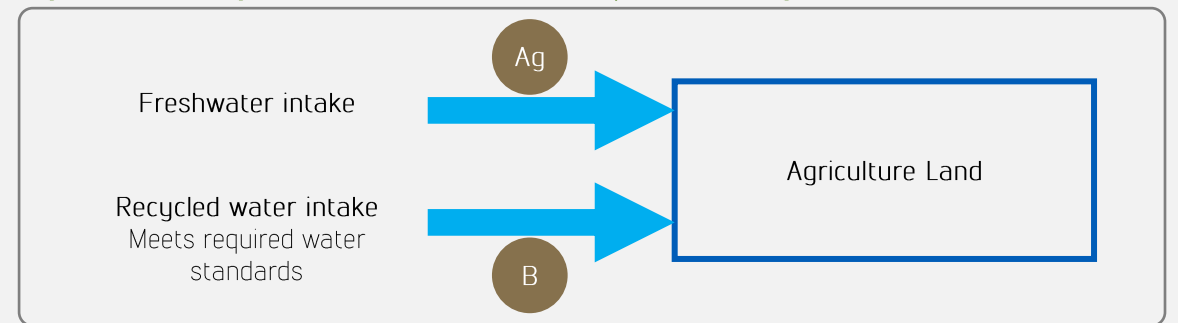 Ag
Freshwater intake
Agriculture Land
Recycled water intake
Meets required water
standards
B